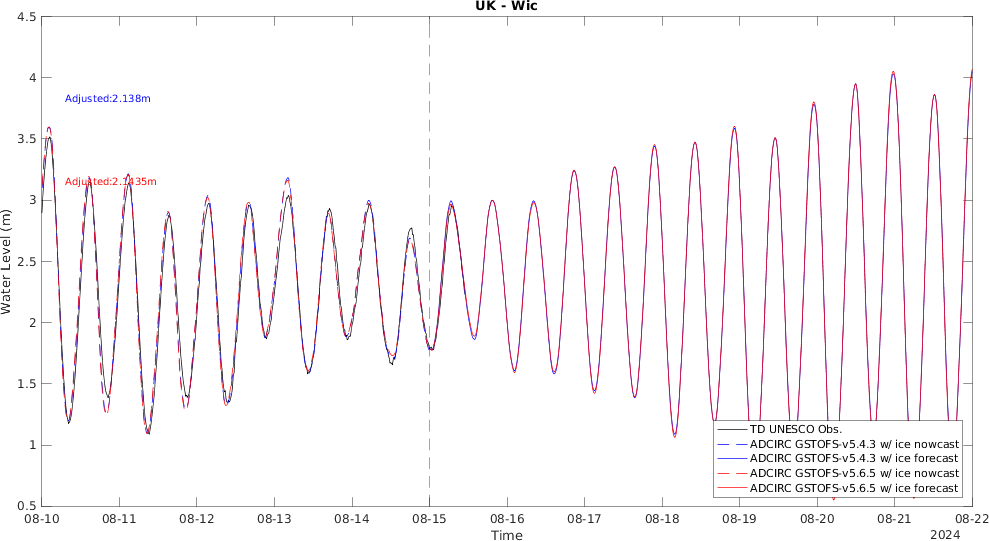 UK - Wic
4.5
4
3.5
3
2.5
2
1.5
1
0.5
Water Level (m)
Adjusted:2.138m
Adjusted:2.1435m
TD UNESCO Obs.
ADCIRC GSTOFS-v5.4.3 w/ ice nowcast
ADCIRC GSTOFS-v5.4.3 w/ ice forecast
ADCIRC GSTOFS-v5.6.5 w/ ice nowcast
ADCIRC GSTOFS-v5.6.5 w/ ice forecast
08-10 08-11 08-12 08-13 08-14 08-15 08-16 08-17 08-18 08-19 08-20 08-21 08-22
Time
2024